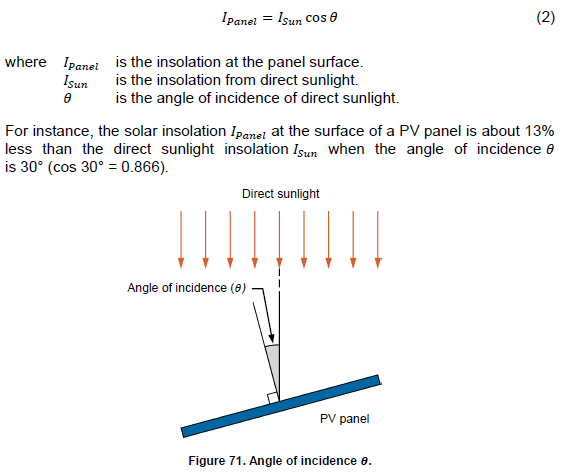 I_Panel = I_Sun cos θ (2)
where I_Panel is the insolation at the panel surface.
I_Sun is the insolation from direct sunlight.
θ is the angle of incidence of direct sunlight.
For instance, the solar insolation I_Panel at the surface of a PV panel is about 13%
less than the direct sunlight insolation I_Sun when the angle of incidence θ
is 30° (cos 30° = 0.866).
Direct sunlight
Angle of incidence (θ)
PV panel
Figure 71. Angle of incidence θ.